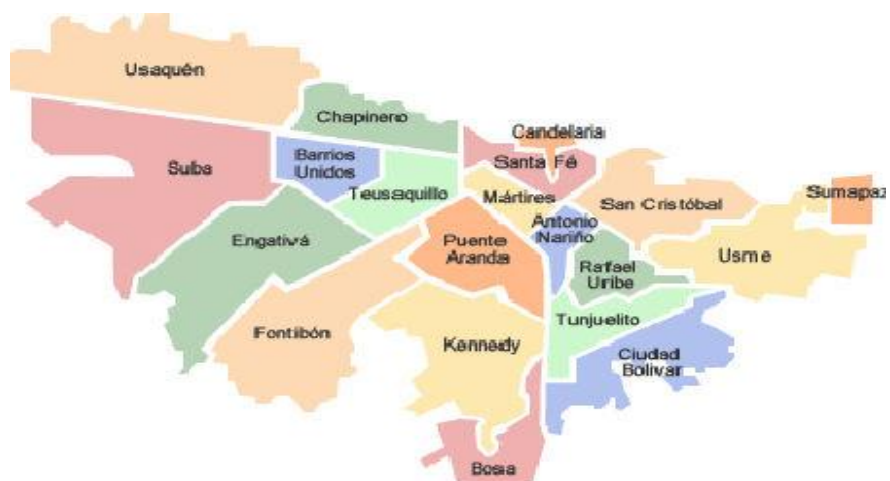 Usaquén
Chapinero
Candelaria
Santa Fé
Suba
Barrios
Unidos
Teusaquillo
Mártires
San Cristóbal
Sumapaz
Engativá
Puente
Aranda
Antonio
Nariño
Rafael
Uribe
Usme
Fontibón
Kennedy
Tunjuelito
Ciudad
Bolivar
Bosa